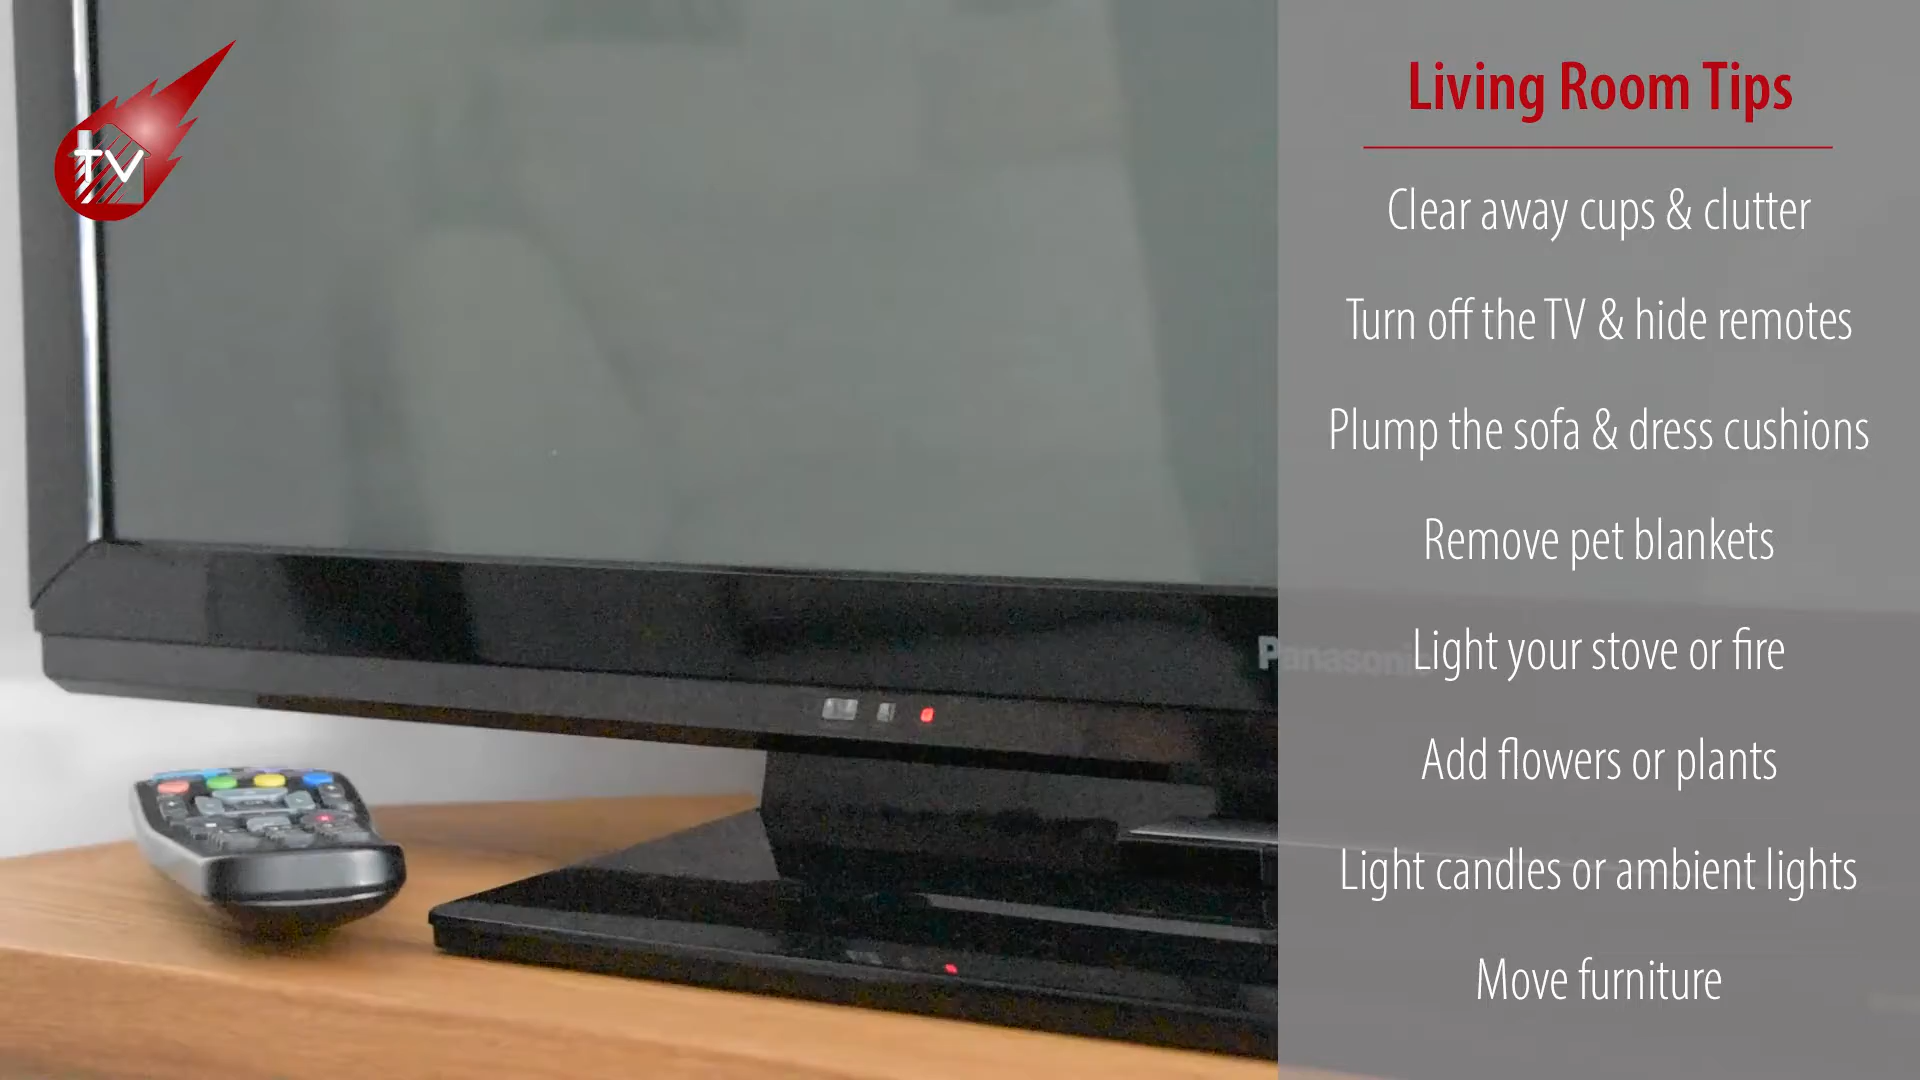 TV
Living Room Tips
Clear away cups & clutter
Turn off the TV & hide remotes
Plump the sofa & dress cushions
Remove pet blankets
Panasonic
Light your stove or fire
Add flowers or plants
Light candles or ambient lights
Move furniture